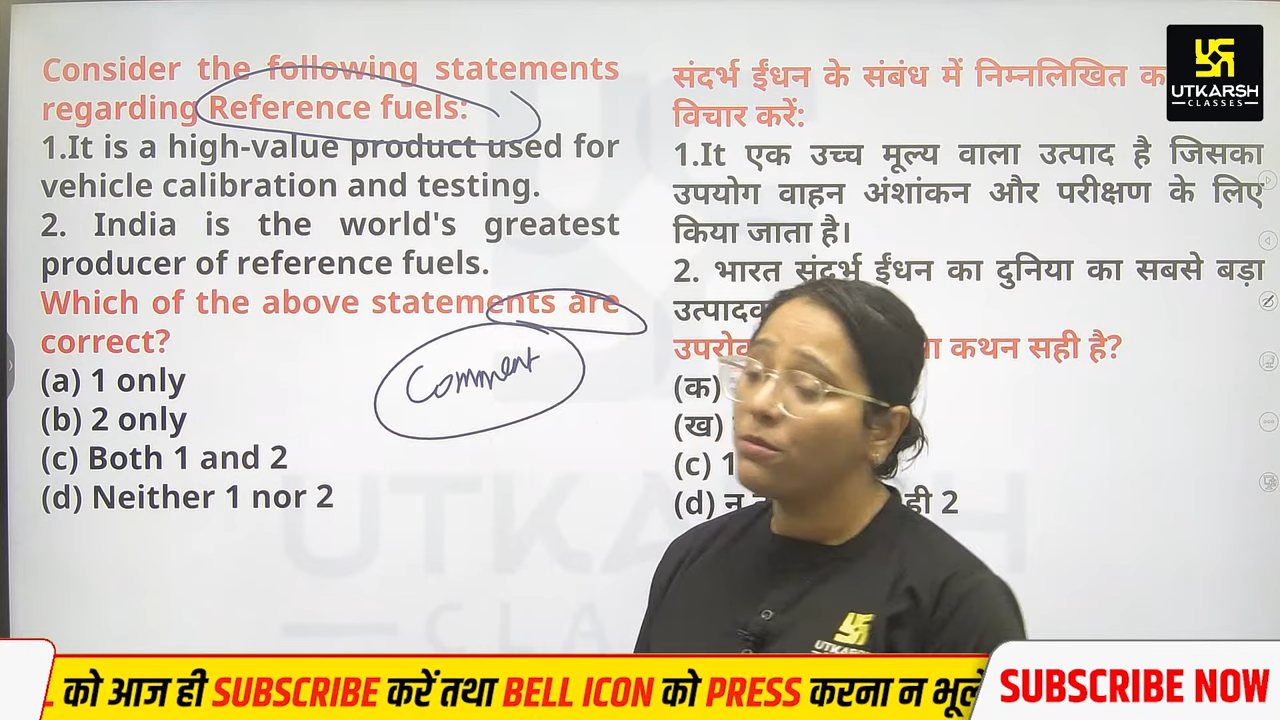 Consider the following statements
regarding Reference fuels:
1.It is a high-value product used for
vehicle calibration and testing.
2. India is the world's greatest
producer of reference fuels.
Which of the above statements are
correct?
(a) 1 only
(b) 2 only
(c) Both 1 and 2
(d) Neither 1 nor 2
Comment
संदर्भ ईंधन के संबंध में निम्नलिखित
विचार करें:
1.It एक उच्च मूल्य वाला उत्पाद है जिसका
उपयोग वाहन अंशांकन और परीक्षण के लिए
किया जाता है।
2. भारत संदर्भ ईंधन का दुनिया का सबसे बड़ा
कथन सही है?
(क)
(ख)
(c) 1
(d) न ही 2
UTKARSH
CLASSES
UTKARSH
UTKARSH
को आज ही SUBSCRIBE करें तथा BELL ICON को PRESS करना न भूलें
SUBSCRIBE NOW